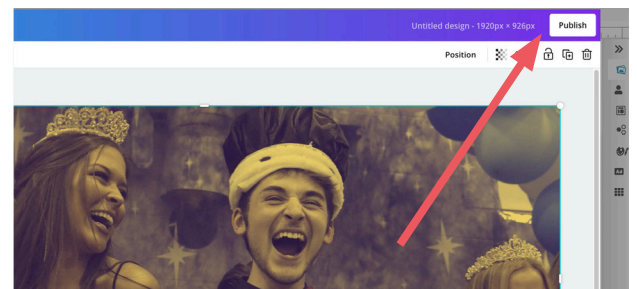 Untitled design - 1920px × 926px
Publish
Position